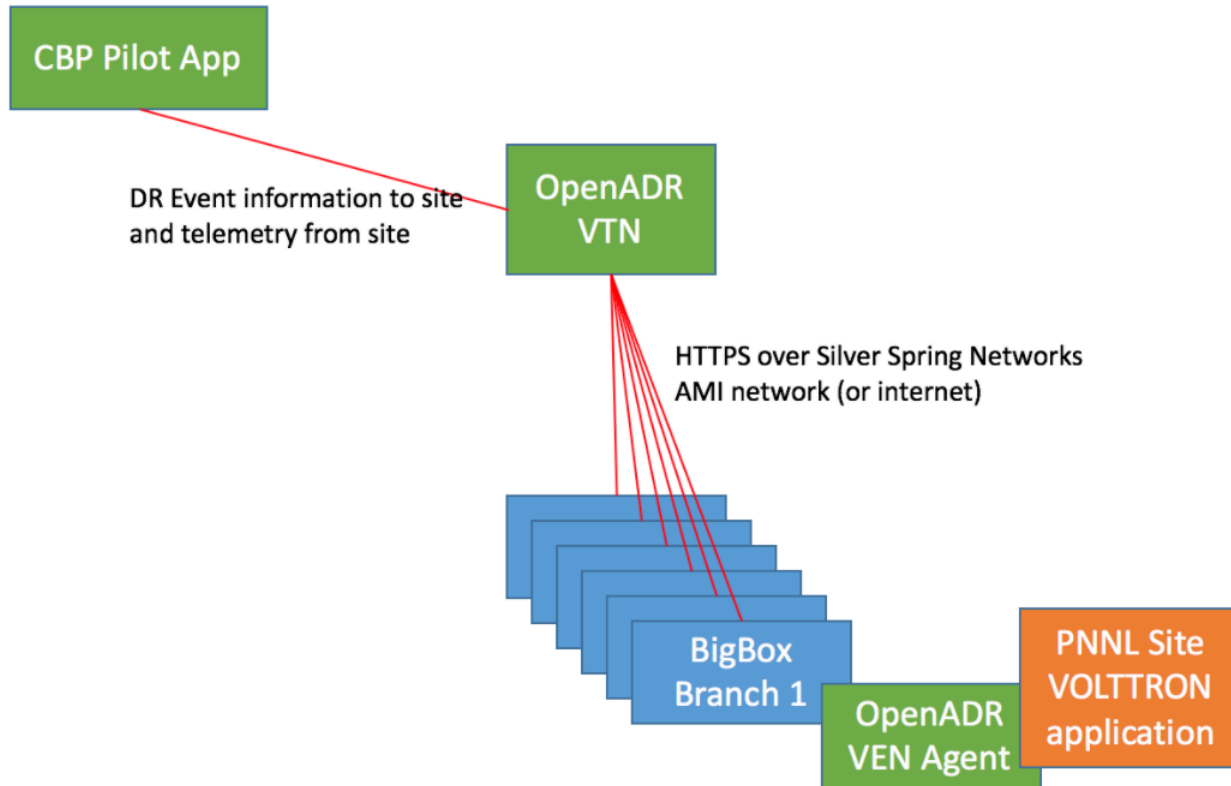 CBP Pilot App
DR Event information to site
and telemetry from site
OpenADR
VTN
HTTPS over Silver Spring Networks
AMI network (or internet)
BigBox
Branch 1
OpenADR
VEN Agent
PNNL Site
VOLTTRON
application